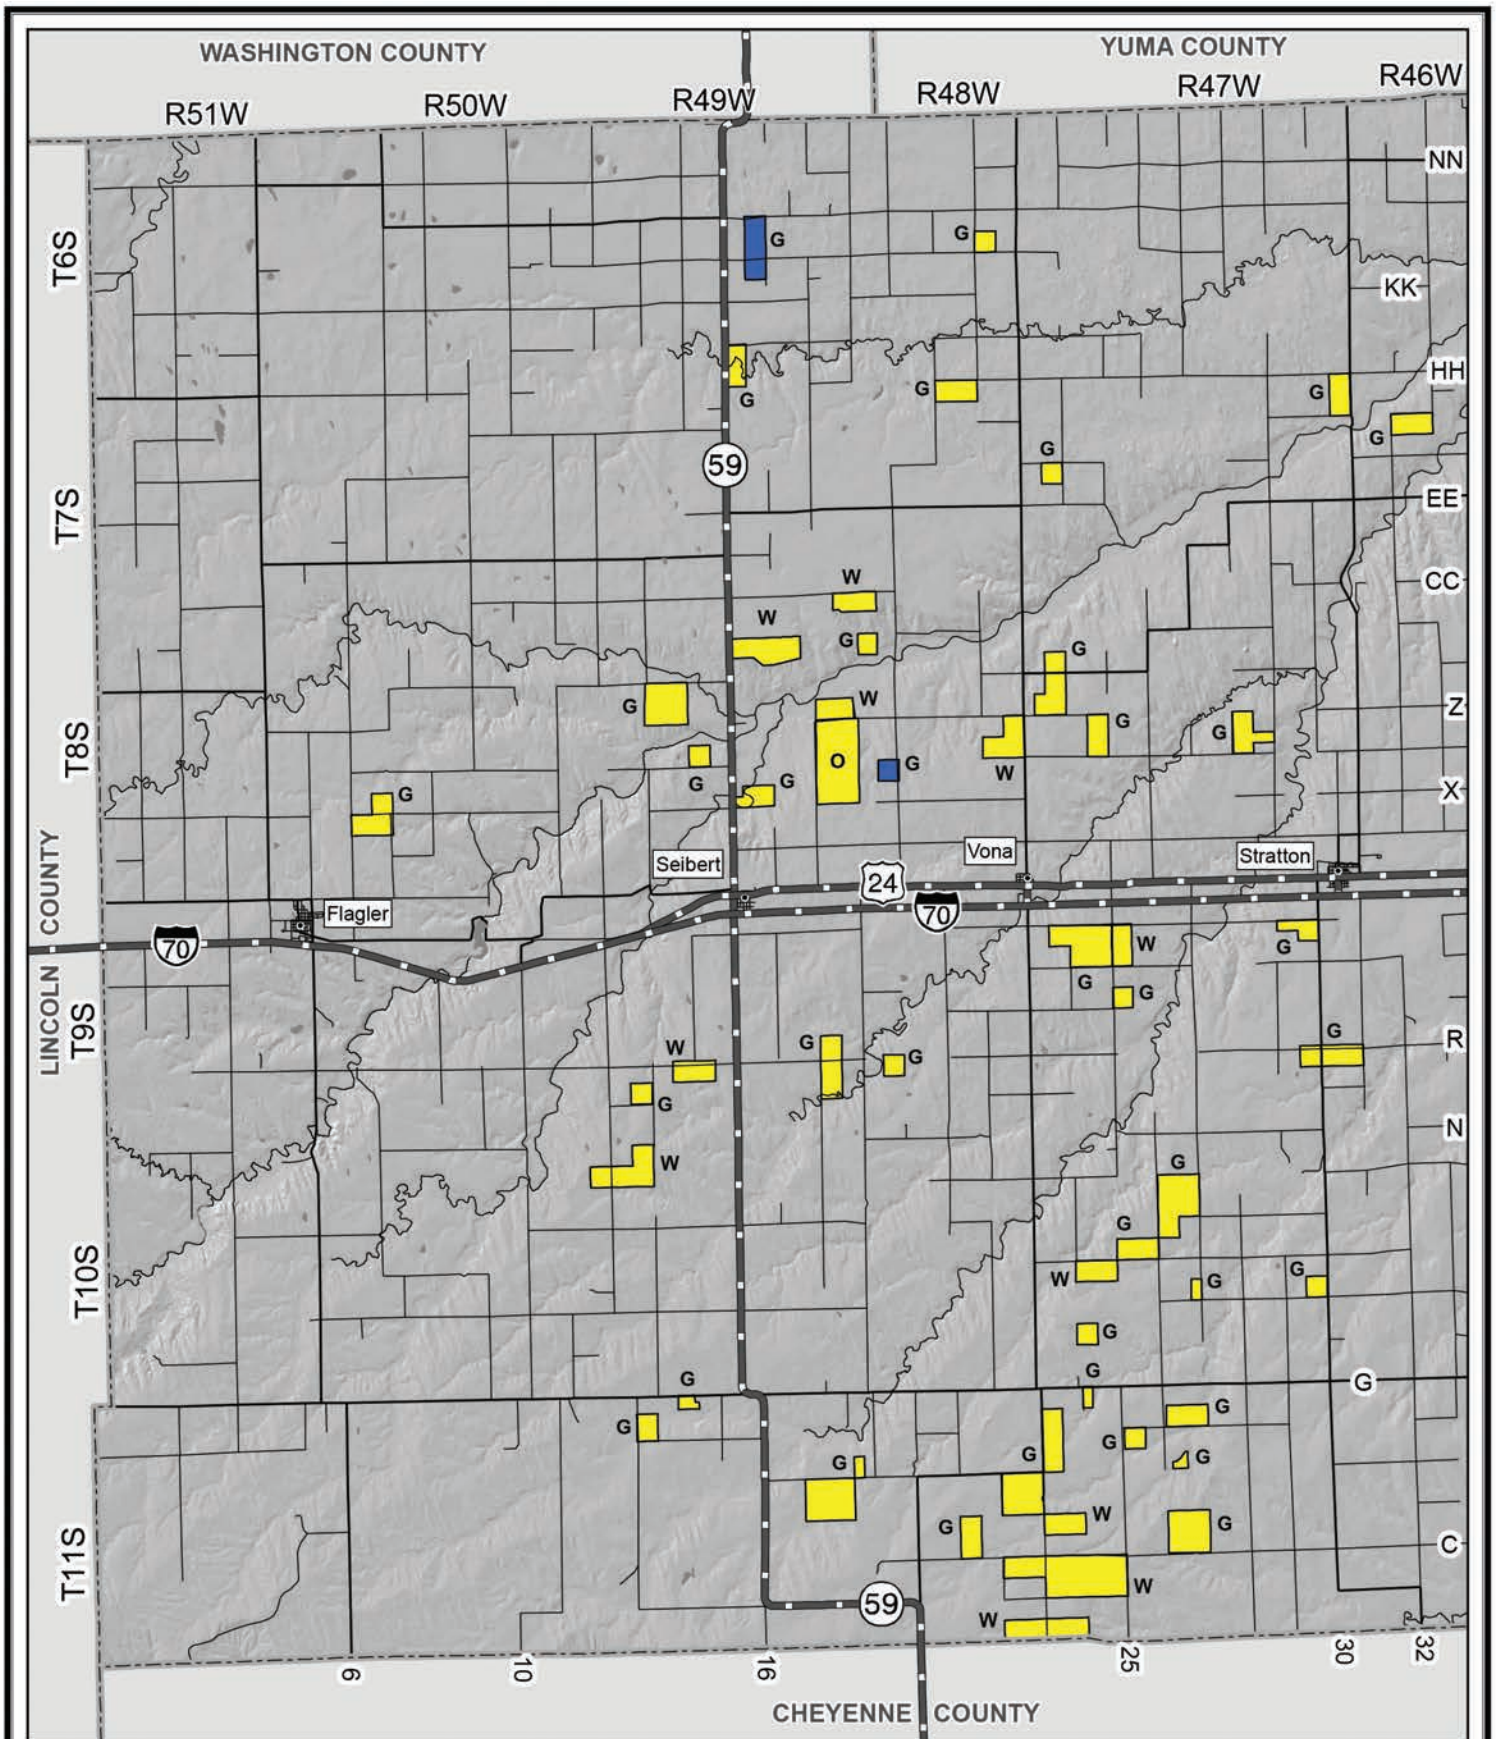 WASHINGTON COUNTY
YUMA COUNTY
R51W
R50W
R49W
R48W
R47W
R46W
NN
T6S
G
G
KK
HH
G
G
G
G
G
59
T7S
EE
CC
W
W
G
G
G
W
Z
G
G
T8S
W
O
G
G
G
X
G
G
Seibert
Vona
Stratton
24
70
Flagler
70
LINCOLN COUNTY
W
G
G
G
T9S
G
R
W
G
G
G
N
W
G
G
T10S
W
G
G
G
G
G
G
G
G
G
G
G
G
W
G
G
C
T11S
W
59
W
6
10
16
25
30
32
CHEYENNE COUNTY